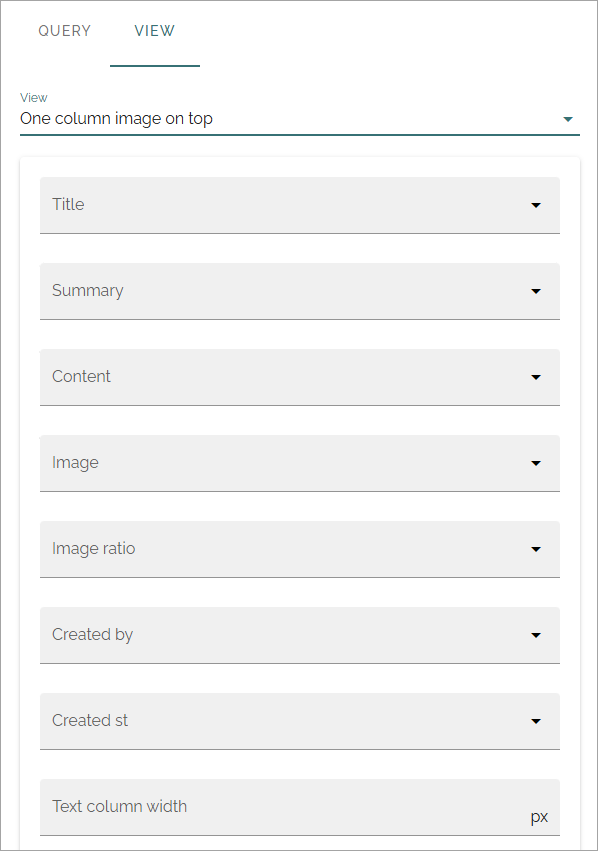 QUERY VIEW
View
One column image on top
Title
Summary
Content
Image
Image ratio
Created by
Created st
Text column width px